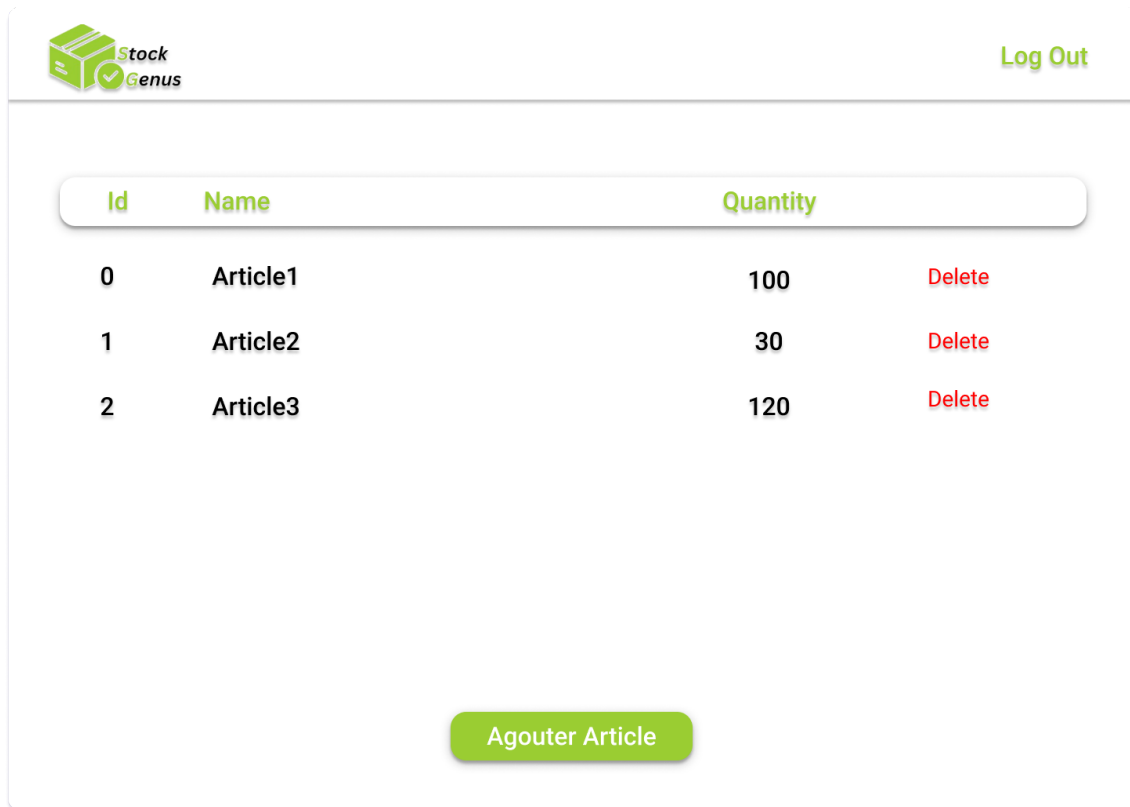 Stock
Genus
Log Out
Id Name Quantity
0 Article1 100 Delete
1 Article2 30 Delete
2 Article3 120 Delete
Agouter Article